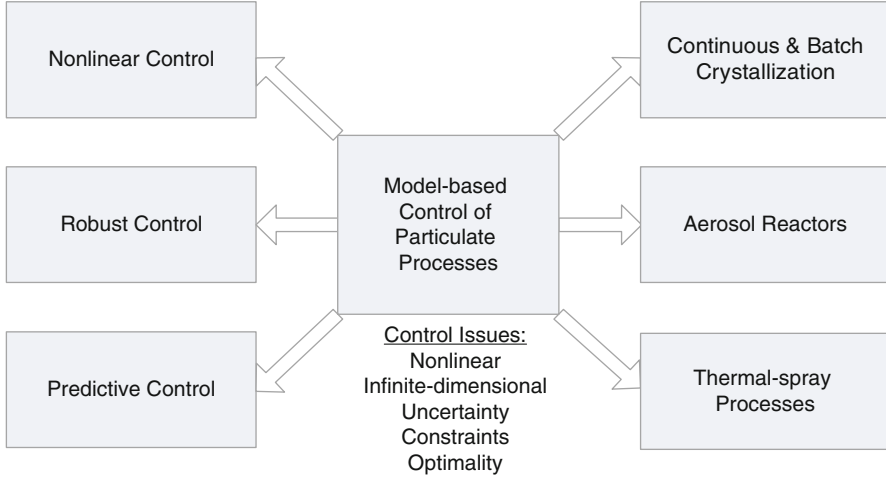 Nonlinear Control
Robust Control
Predictive Control
Model-based
Control of
Particulate
Processes
Control Issues:
Nonlinear
Infinite-dimensional
Uncertainty
Constraints
Optimality
Continuous & Batch
Crystallization
Aerosol Reactors
Thermal-spray
Processes